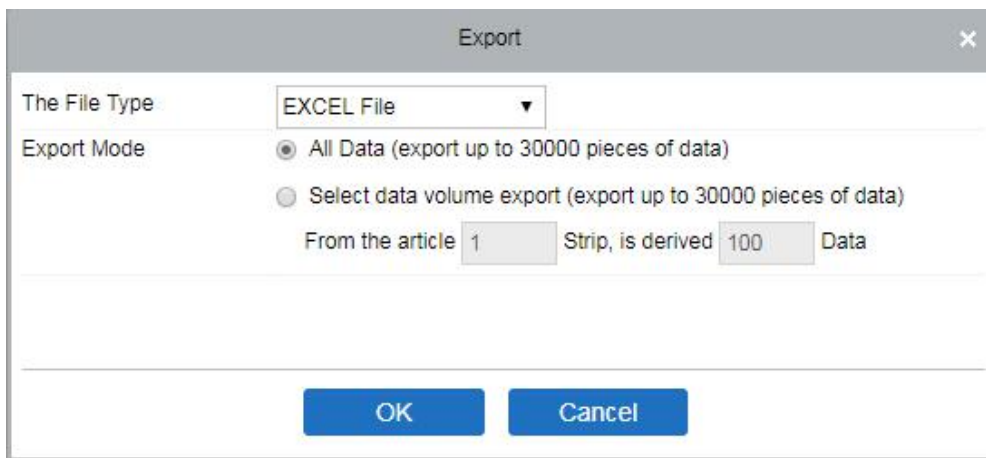 Export
The File Type EXCEL File
Export Mode All Data (export up to 30000 pieces of data)
Select data volume export (export up to 30000 pieces of data)
From the article 1 Strip, is derived 100 Data
OK Cancel